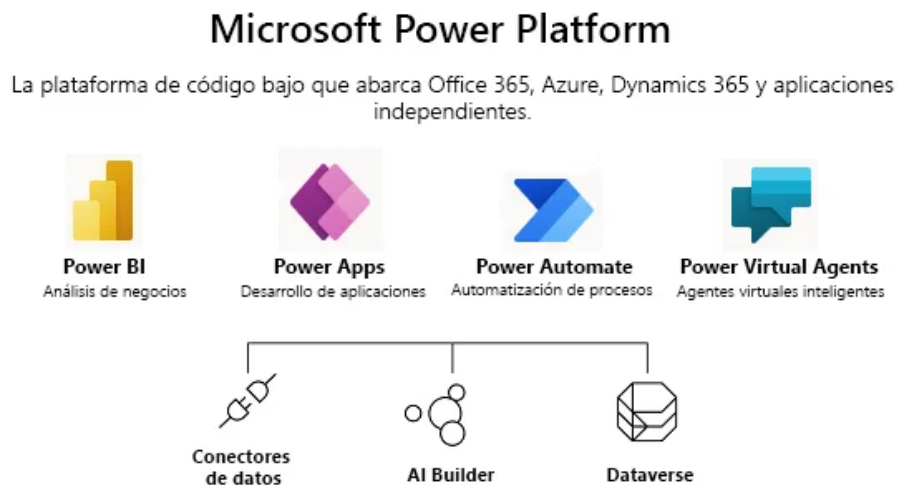 Microsoft Power Platform
La plataforma de código bajo que abarca Office 365, Azure, Dynamics 365 y aplicaciones
independientes.
Power BI
Análisis de negocios
Power Apps
Desarrollo de aplicaciones
Power Automate
Automatización de procesos
Power Virtual Agents
Agentes virtuales inteligentes
Conectores
de datos
AI Builder
Dataverse